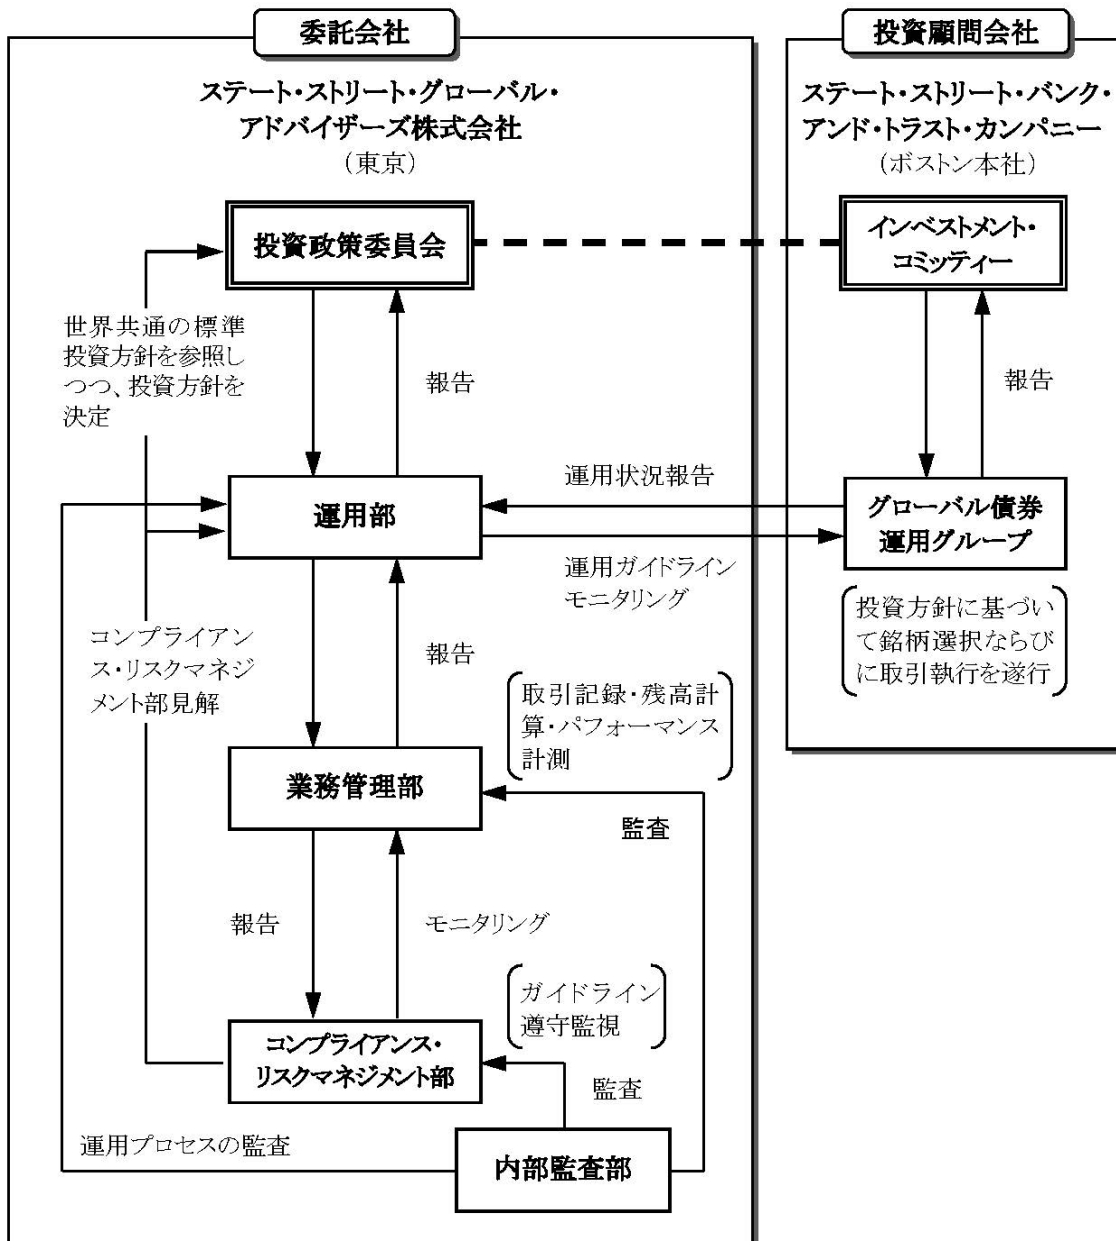 委託会社
ステート・ストリート・グローバル・
アドバイザーズ株式会社
（東京）
投資政策委員会
世界共通の標準
投資方針を参照し
つつ、投資方針を
決定
報告
運用部
運用状況報告
運用ガイドライン
モニタリング
コンプライアン
ス・リスクマネジ
メント部見解
報告
取引記録・残高計
算・パフォーマンス
計測
業務管理部
監査
報告
モニタリング
ガイドライン
遵守監視
コンプライアンス・
リスクマネジメント部
監査
運用プロセスの監査
内部監査部
投資顧問会社
ステート・ストリート・バンク・
アンド・トラスト・カンパニー
（ボストン本社）
インベストメント・
コミッティー
報告
グローバル債券
運用グループ
投資方針に基づい
て銘柄選択ならび
に取引執行を遂行